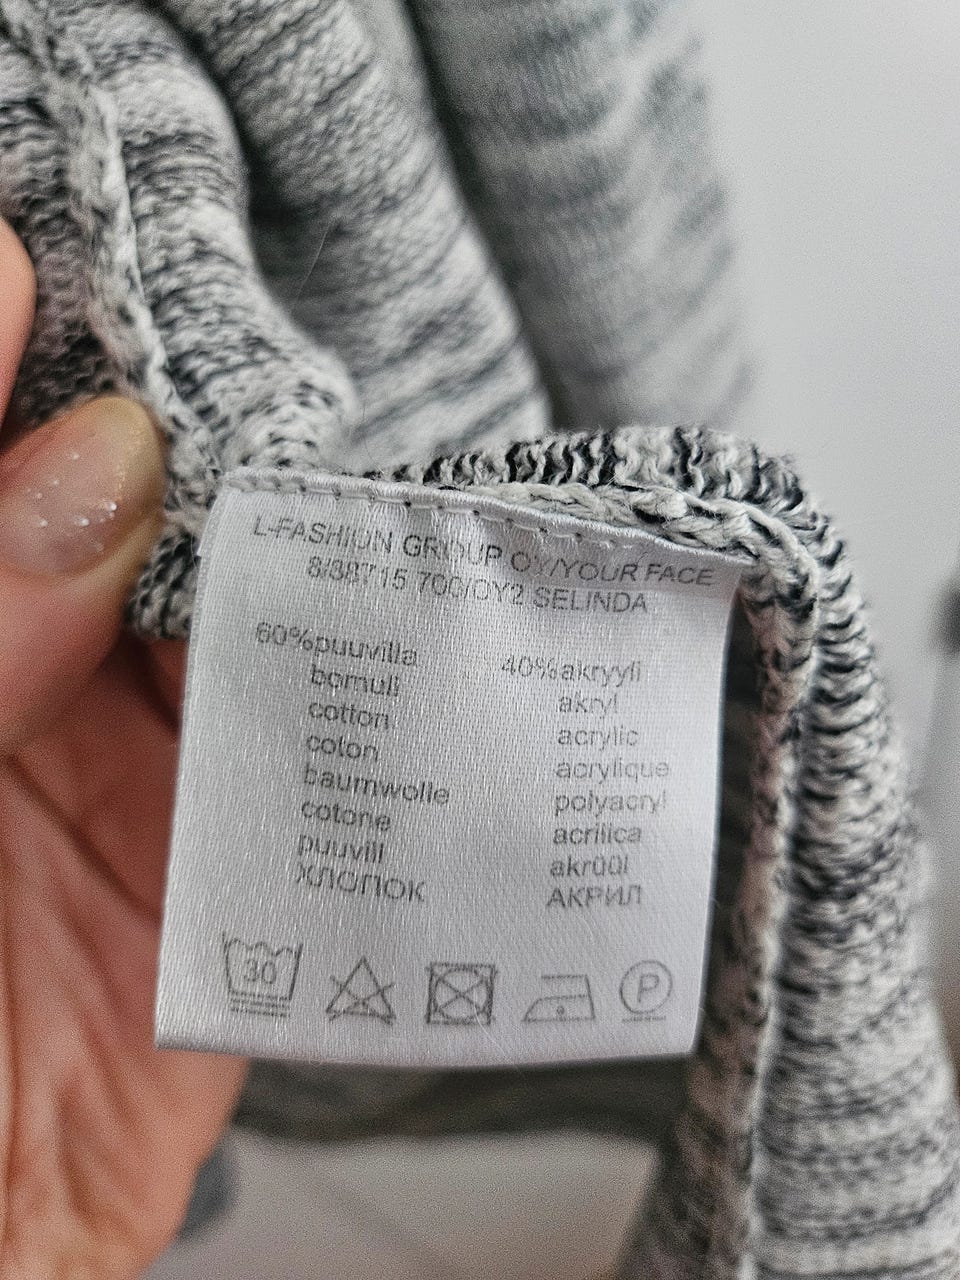 L-FASHION GROUP OY/YOUR FACE
8/38715 700/OY2 SELINDA
60%puuvilla
bomull
cotton
coton
baumwolle
cotone
puuvill
ХЛОПОК
40%akryyli
akryl
acrylic
acrylique
polyacryl
acrilica
akrüül
АКРИЛ
30
P